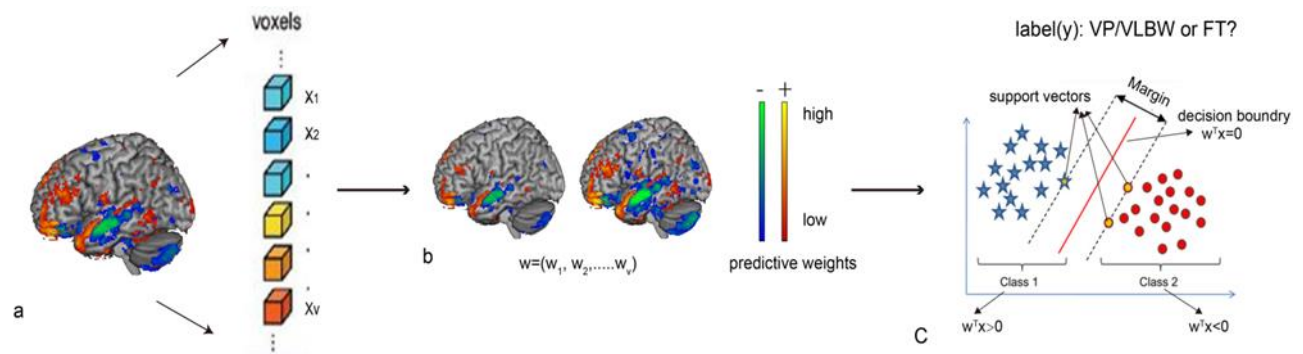 voxels
X1
X2
Xv
a
b
w=(w1, w2,.....wv)
- +
high
low
predictive weights
label(y): VP/VLBW or FT?
support vectors
Margin
decision boundry
wTx=0
Class 1
Class 2
wTx>0
wTx<0
C